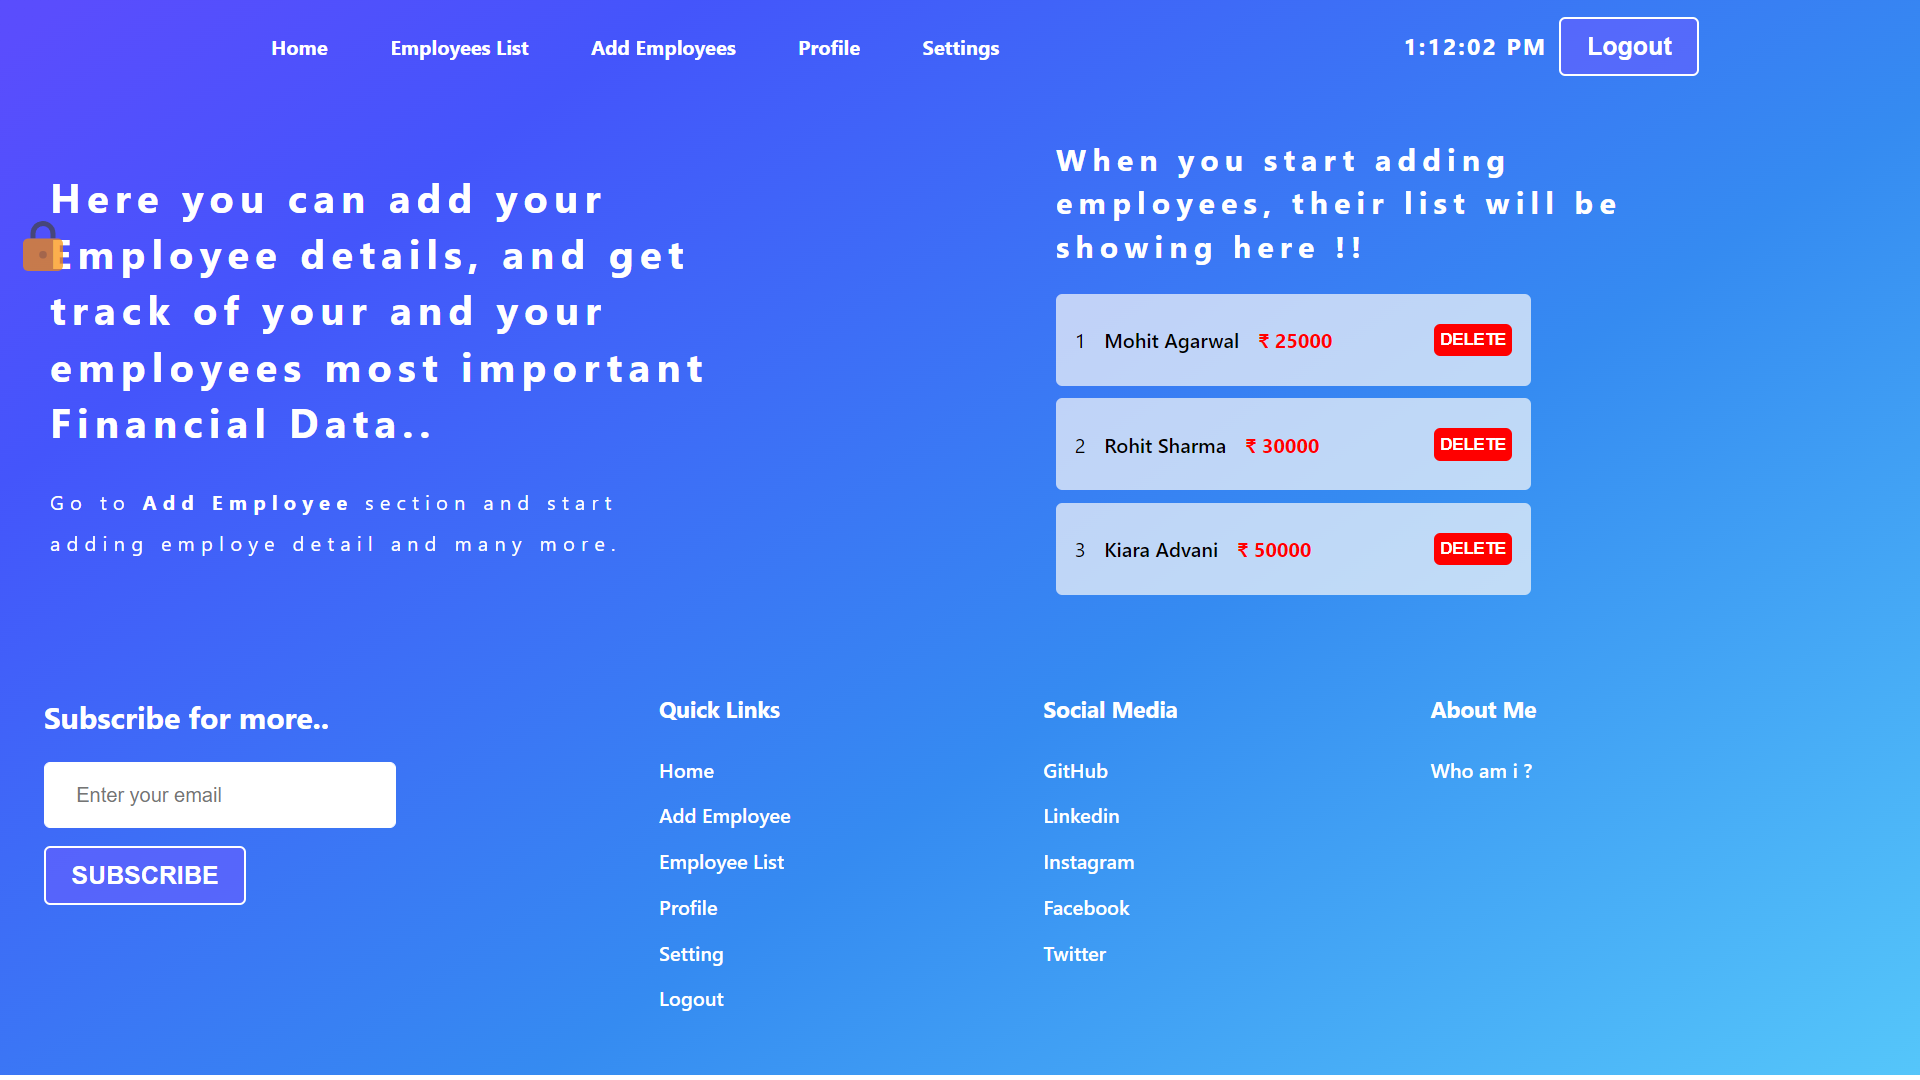 Home Employees List Add Employees Profile Settings 1:12:02 PM Logout
Here you can add your
Employee details, and get
track of your and your
employees most important
Financial Data..
Go to Add Employee section and start
adding employe detail and many more.
When you start adding
employees, their list will be
showing here !!
1 Mohit Agarwal ₹ 25000 DELETE
2 Rohit Sharma ₹ 30000 DELETE
3 Kiara Advani ₹ 50000 DELETE
Subscribe for more..
Enter your email
SUBSCRIBE
Quick Links
Home
Add Employee
Employee List
Profile
Setting
Logout
Social Media
GitHub
Linkedin
Instagram
Facebook
Twitter
About Me
Who am i ?